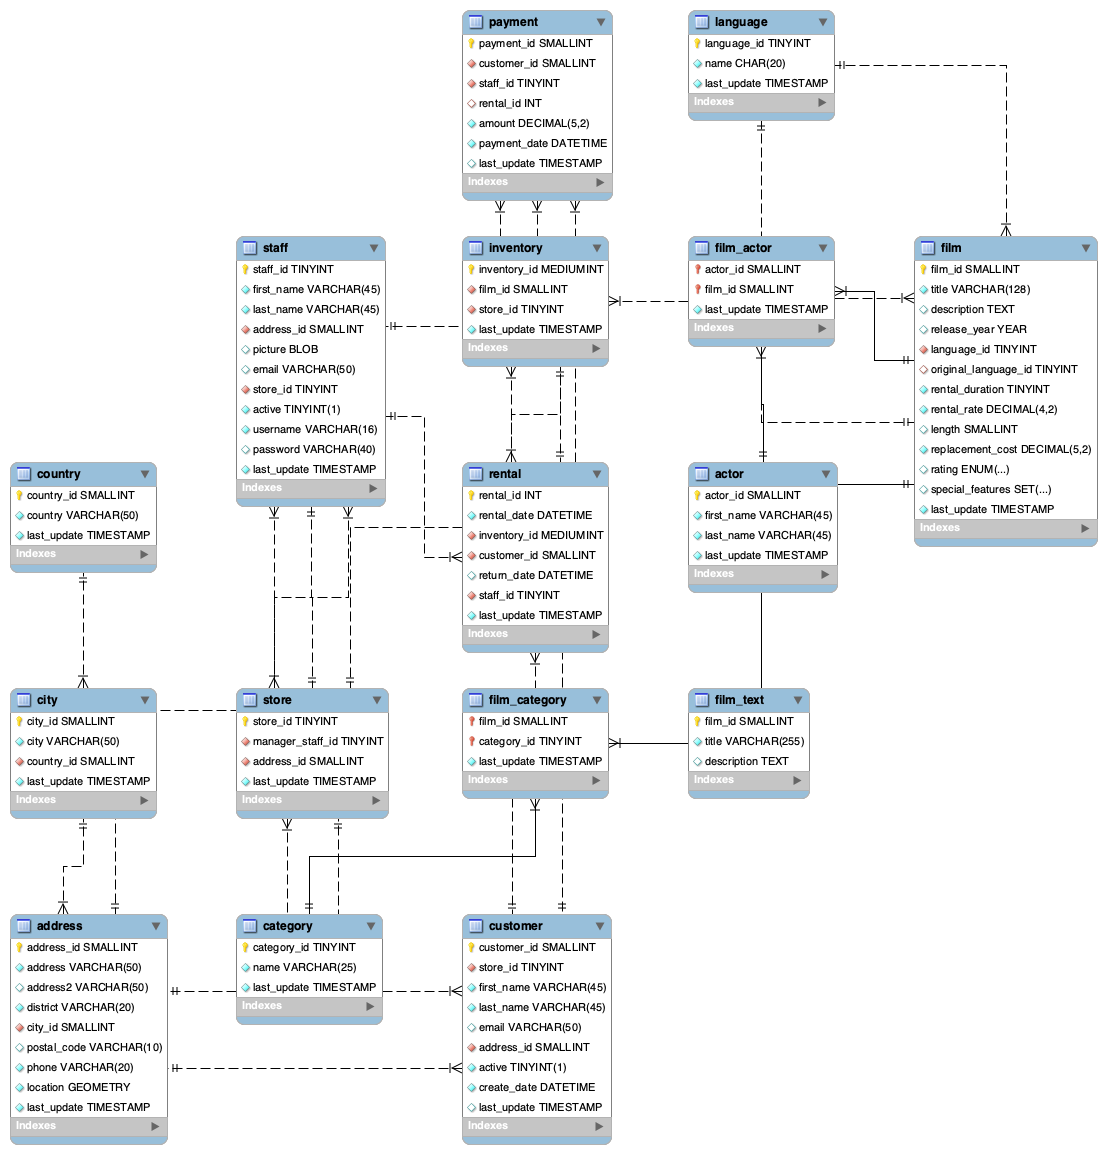 payment
payment_id SMALLINT
customer_id SMALLINT
staff_id TINYINT
rental_id INT
amount DECIMAL(5,2)
payment_date DATETIME
last_update TIMESTAMP
Indexes
language
language_id TINYINT
name CHAR(20)
last_update TIMESTAMP
Indexes
staff
staff_id TINYINT
first_name VARCHAR(45)
last_name VARCHAR(45)
address_id SMALLINT
picture BLOB
email VARCHAR(50)
store_id TINYINT
active TINYINT(1)
username VARCHAR(16)
password VARCHAR(40)
last_update TIMESTAMP
Indexes
inventory
inventory_id MEDIUMINT
film_id SMALLINT
store_id TINYINT
last_update TIMESTAMP
Indexes
film_actor
actor_id SMALLINT
film_id SMALLINT
last_update TIMESTAMP
Indexes
film
film_id SMALLINT
title VARCHAR(128)
description TEXT
release_year YEAR
language_id TINYINT
original_language_id TINYINT
rental_duration TINYINT
rental_rate DECIMAL(4,2)
length SMALLINT
replacement_cost DECIMAL(5,2)
rating ENUM(...)
special_features SET(...)
last_update TIMESTAMP
Indexes
country
country_id SMALLINT
country VARCHAR(50)
last_update TIMESTAMP
Indexes
rental
rental_id INT
rental_date DATETIME
inventory_id MEDIUMINT
customer_id SMALLINT
return_date DATETIME
staff_id TINYINT
last_update TIMESTAMP
Indexes
actor
actor_id SMALLINT
first_name VARCHAR(45)
last_name VARCHAR(45)
last_update TIMESTAMP
Indexes
city
city_id SMALLINT
city VARCHAR(50)
country_id SMALLINT
last_update TIMESTAMP
Indexes
store
store_id TINYINT
manager_staff_id TINYINT
address_id SMALLINT
last_update TIMESTAMP
Indexes
film_category
film_id SMALLINT
category_id TINYINT
last_update TIMESTAMP
Indexes
film_text
film_id SMALLINT
title VARCHAR(255)
description TEXT
Indexes
address
address_id SMALLINT
address VARCHAR(50)
address2 VARCHAR(50)
district VARCHAR(20)
city_id SMALLINT
postal_code VARCHAR(10)
phone VARCHAR(20)
location GEOMETRY
last_update TIMESTAMP
Indexes
category
category_id TINYINT
name VARCHAR(25)
last_update TIMESTAMP
Indexes
customer
customer_id SMALLINT
store_id TINYINT
first_name VARCHAR(45)
last_name VARCHAR(45)
email VARCHAR(50)
address_id SMALLINT
active TINYINT(1)
create_date DATETIME
last_update TIMESTAMP
Indexes